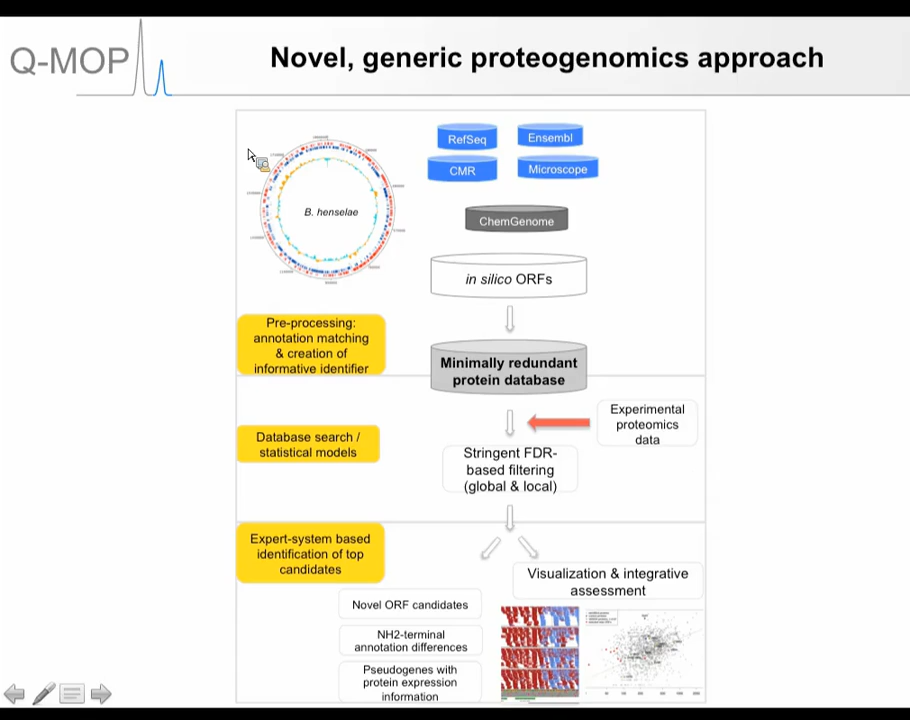 Q-MOP
Novel, generic proteogenomics approach
RefSeq
Ensembl
CMR
Microscope
B. henselae
ChemGenome
in silico ORFs
Pre-processing:
annotation matching
& creation of
informative identifier
Minimally redundant
protein database
Experimental
proteomics
data
Database search /
statistical models
Stringent FDR-
based filtering
(global & local)
Expert-system based
identification of top
candidates
Visualization & integrative
assessment
Novel ORF candidates
NH2-terminal
annotation differences
Pseudogenes with
protein expression
information